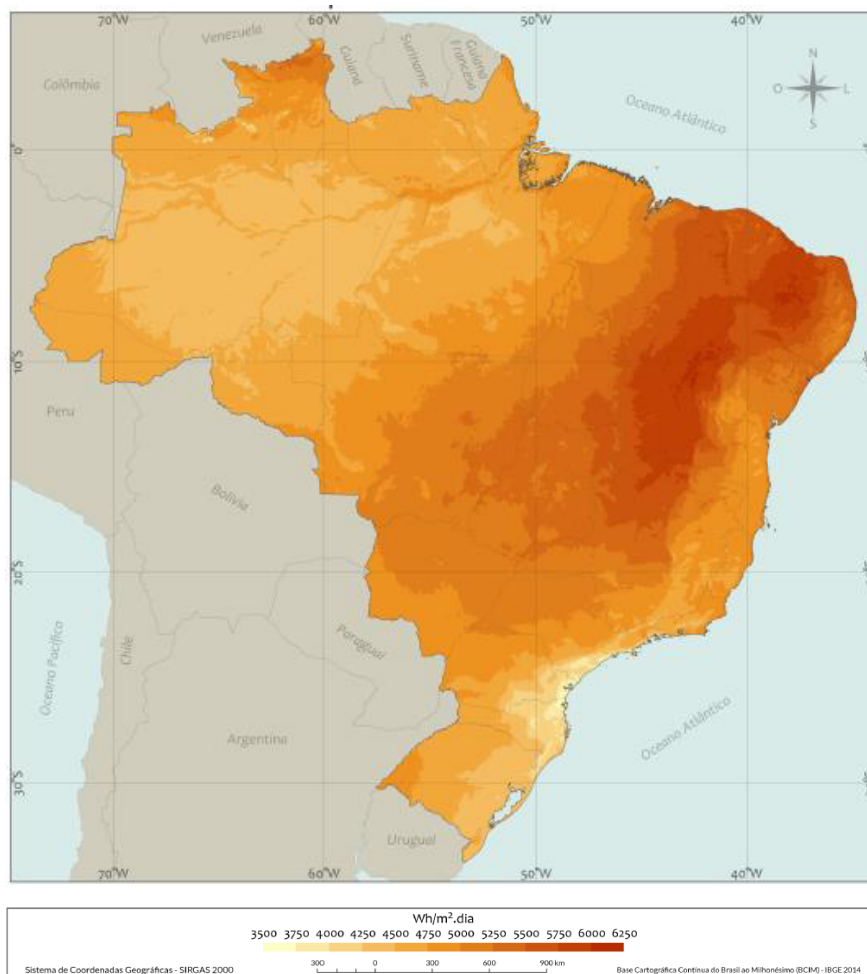 70°W
60°W
50°W
40°W
Venezuela
Colômbia
Guiana
Suriname
Guiana
Francesa
N
O
L
S
Oceano Atlântico
0°
Peru
10°S
Bolívia
20°S
Oceano Pacífico
Chile
Paraguai
Oceano Atlântico
Argentina
30°S
Uruguai
70°W
60°W
50°W
40°W
Wh/m².dia
3500 3750 4000 4250 4500 4750 5000 5250 5500 5750 6000 6250
300 0 300 600 900 km
Sistema de Coordenadas Geográficas - SIRGAS 2000
Base Cartográfica Contínua do Brasil ao Milhonésimo (BCIM) - IBGE 2014